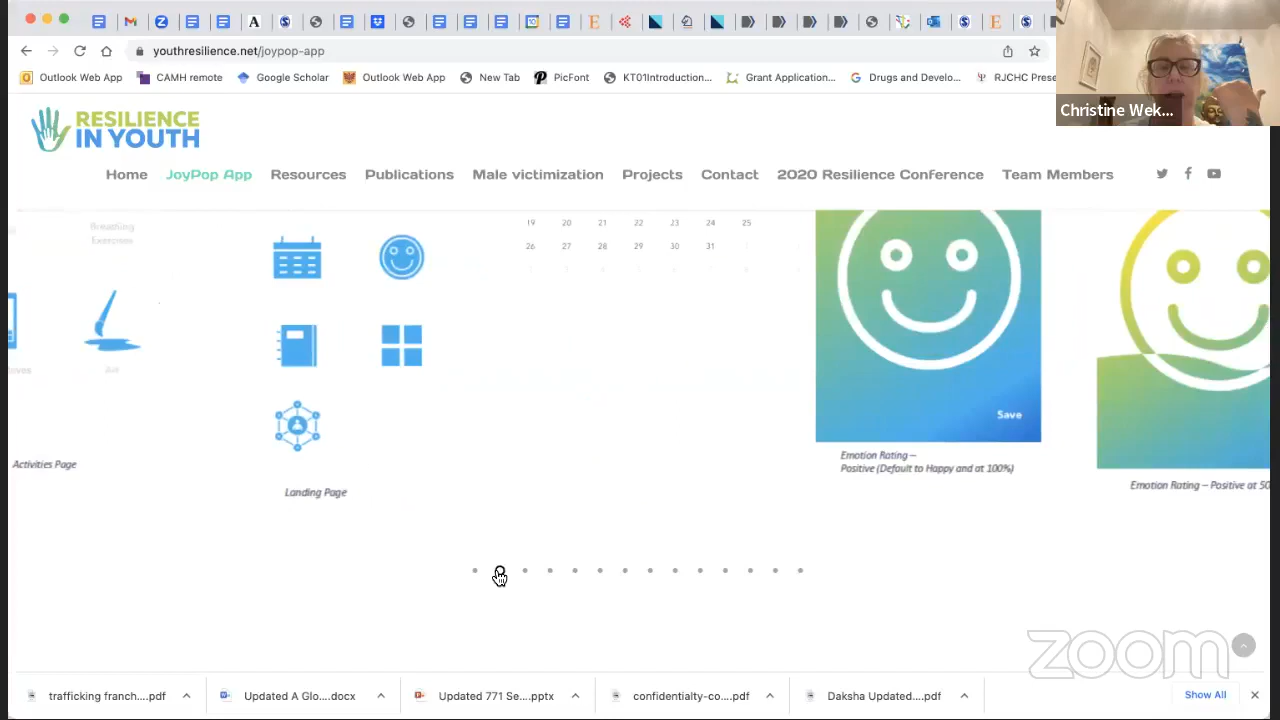 youthresilience.net/joypop-app
Outlook Web App
CAMH remote
Google Scholar
Outlook Web App
New Tab
PicFont
KT01Introduction...
Grant Application...
Drugs and Develo...
RJCHC Prese
Christine Wek...
RESILIENCE
IN YOUTH
Home
JoyPop App
Resources
Publications
Male victimization
Projects
Contact
2020 Resilience Conference
Team Members
Breathing
Exercises
19 20 21 22 23 24 25
26 27 28 29 30 31
Art
Save
Activities Page
Landing Page
Emotion Rating –
Positive (Default to Happy and at 100%)
Emotion Rating – Positive at 50
zoom
trafficking franch....pdf
Updated A Glo....docx
Updated 771 Se....pptx
confidentialty-co....pdf
Daksha Updated....pdf
Show All